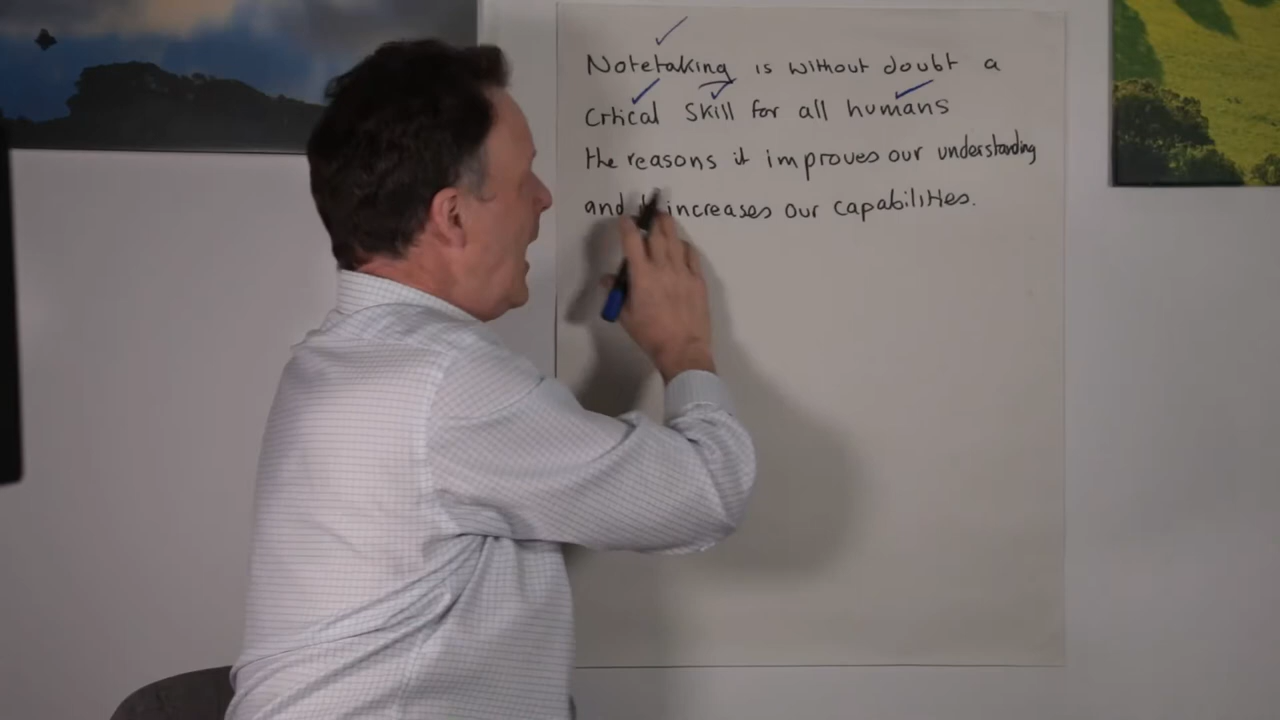 Notetaking is without doubt a
Crtical Skill for all humans
the reasons it improves our understanding
and increases our capabilities.